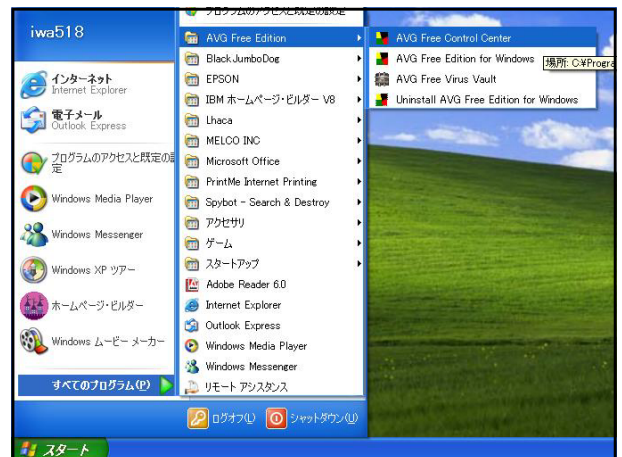 iwa518
インターネット
Internet Explorer
電子メール
Outlook Express
プログラムのアクセスと既定の設
定
Windows Media Player
Windows Messenger
Windows XP ツアー
ホームページ・ビルダー
Windows ムービー メーカー
すべてのプログラム(P)
プログラムのアクセスと既定の設定
AVG Free Edition
Black JumboDog
EPSON
IBM ホームページ・ビルダー V8
Lhaca
MELCO INC
Microsoft Office
PrintMe Internet Printing
Spybot - Search & Destroy
アクセサリ
ゲーム
スタートアップ
Adobe Reader 6.0
Internet Explorer
Outlook Express
Windows Media Player
Windows Messenger
リモート アシスタンス
AVG Free Control Center
AVG Free Edition for Windows
場所: C:¥Progra
AVG Free Virus Vault
Uninstall AVG Free Edition for Windows
ログオフ(L)
シャットダウン(U)
スタート